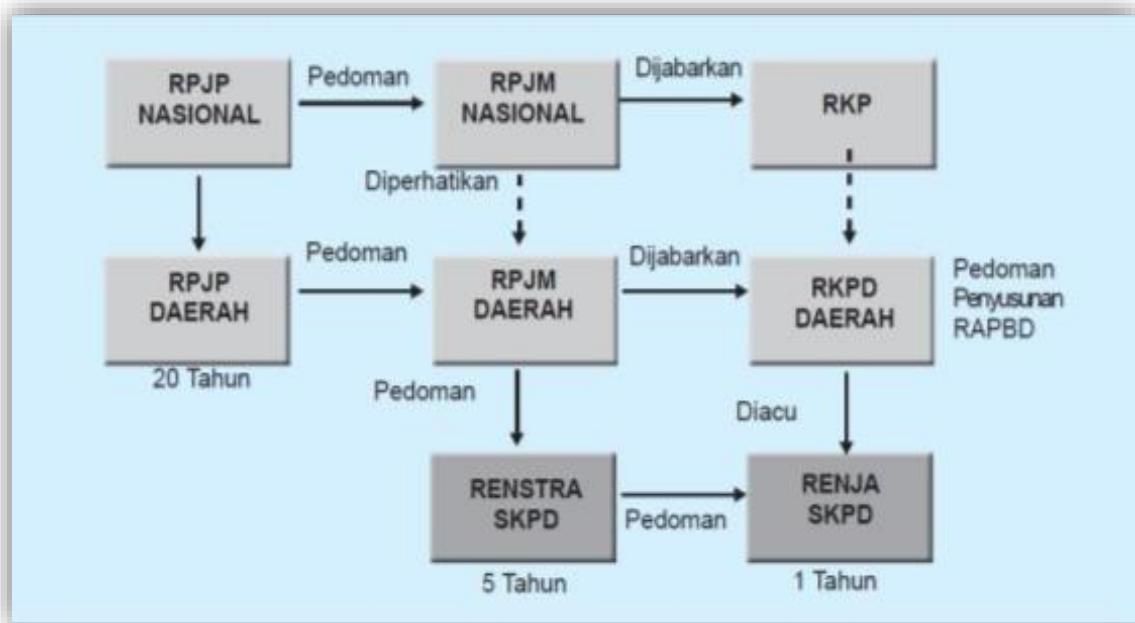 RPJP
NASIONAL
Pedoman
RPJM
NASIONAL
Dijabarkan
RKP
Diperhatikan
RPJP
DAERAH
Pedoman
RPJM
DAERAH
Dijabarkan
RKPD
DAERAH
Pedoman
Penyusunan
RAPBD
20 Tahun
Pedoman
Diacu
RENSTRA
SKPD
Pedoman
RENJA
SKPD
5 Tahun
1 Tahun